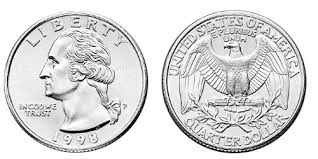 LIBERTY
IN GOD WE
TRUST
P
1998
UNITED STATES OF AMERICA
E PLURIBUS
UNUM
QUARTER DOLLAR